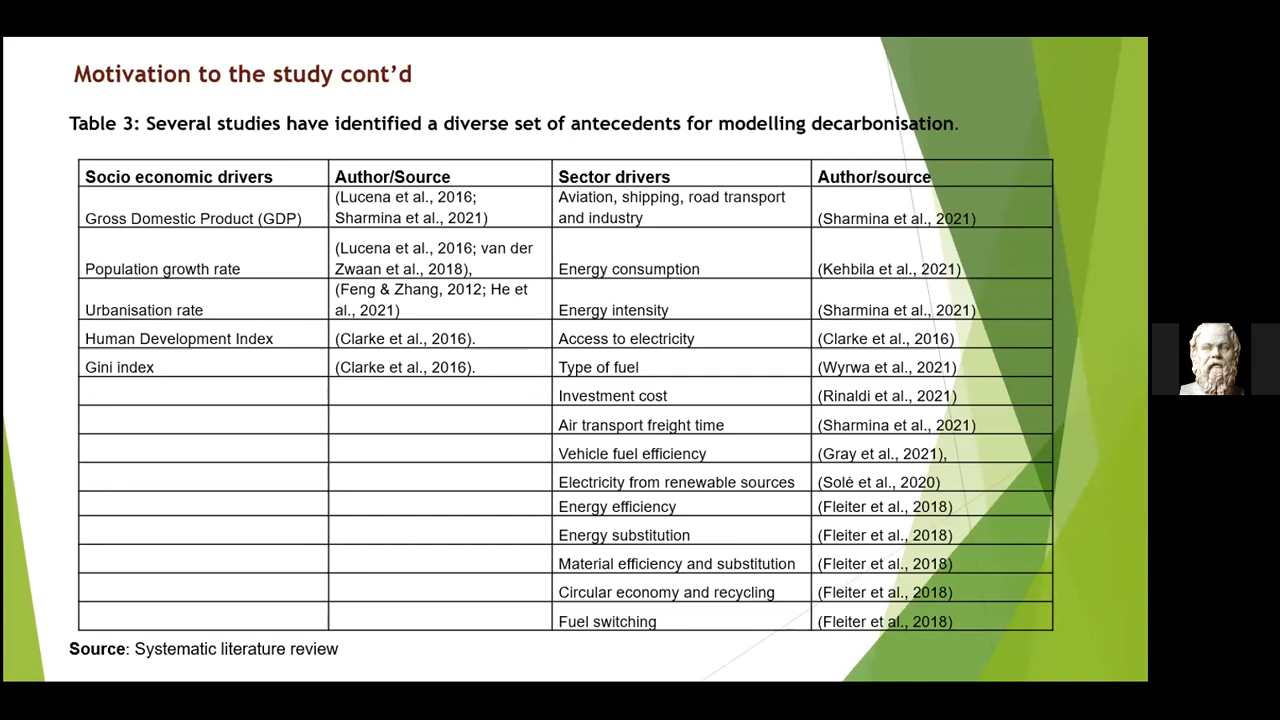 Motivation to the study cont’d
Table 3: Several studies have identified a diverse set of antecedents for modelling decarbonisation.
Socio economic drivers Author/Source Sector drivers Author/source
Gross Domestic Product (GDP) (Lucena et al., 2016; Sharmina et al., 2021) Aviation, shipping, road transport and industry (Sharmina et al., 2021)
Population growth rate (Lucena et al., 2016; van der Zwaan et al., 2018), Energy consumption (Kehbila et al., 2021)
Urbanisation rate (Feng & Zhang, 2012; He et al., 2021) Energy intensity (Sharmina et al., 2021)
Human Development Index (Clarke et al., 2016). Access to electricity (Clarke et al., 2016)
Gini index (Clarke et al., 2016). Type of fuel (Wyrwa et al., 2021)
Investment cost (Rinaldi et al., 2021)
Air transport freight time (Sharmina et al., 2021)
Vehicle fuel efficiency (Gray et al., 2021),
Electricity from renewable sources (Solé et al., 2020)
Energy efficiency (Fleiter et al., 2018)
Energy substitution (Fleiter et al., 2018)
Material efficiency and substitution (Fleiter et al., 2018)
Circular economy and recycling (Fleiter et al., 2018)
Fuel switching (Fleiter et al., 2018)
Source: Systematic literature review